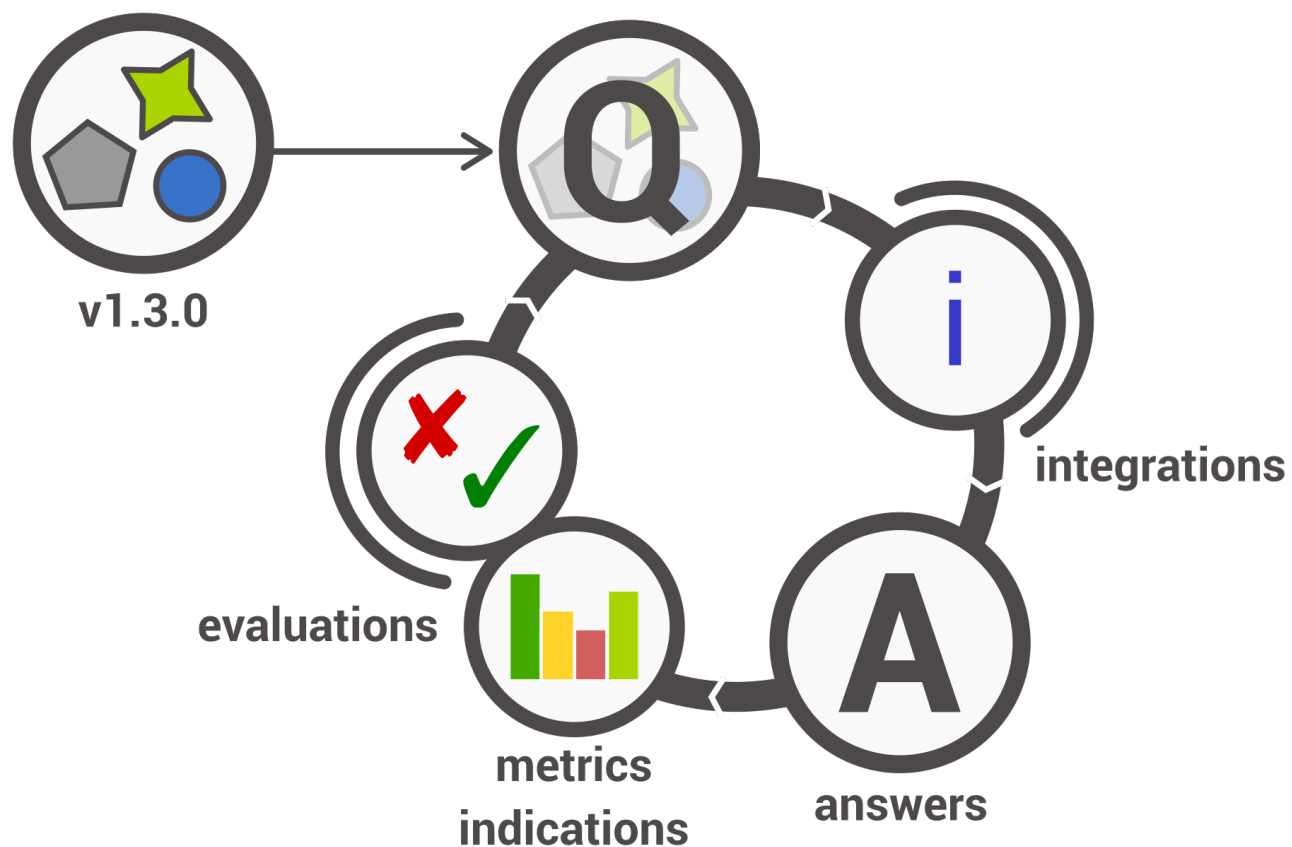 v1.3.0
Q
i
integrations
A
answers
evaluations
metrics
indications